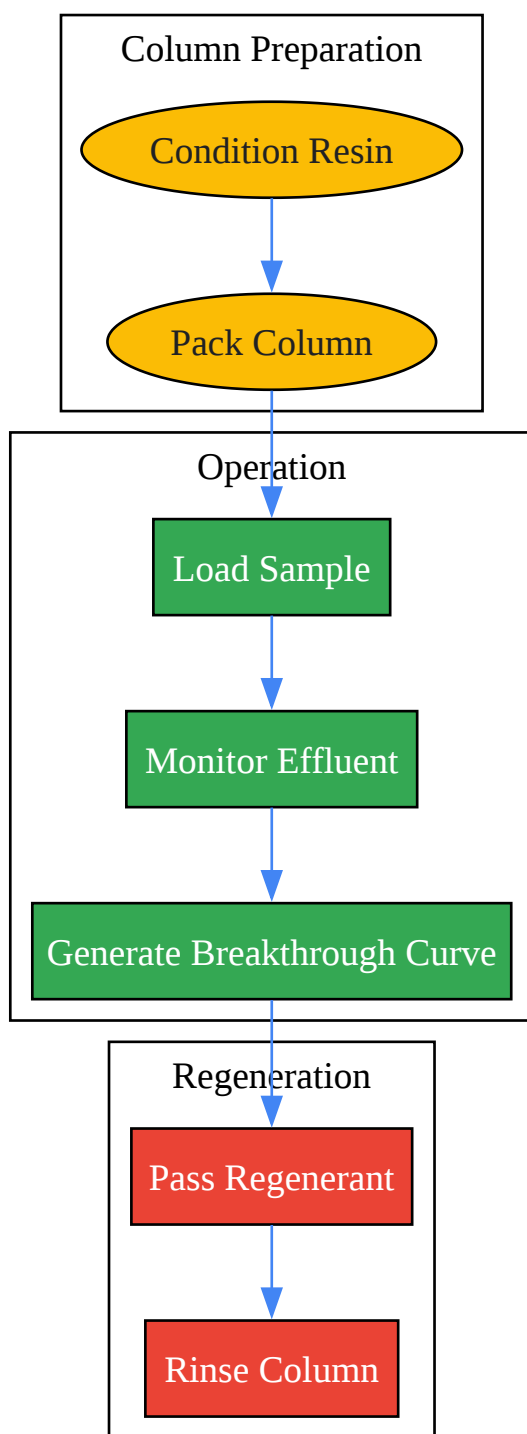 Column Preparation
Condition Resin
Pack Column
Operation
Load Sample
Monitor Effluent
Generate Breakthrough Curve
Regeneration
Pass Regenerant
Rinse Column